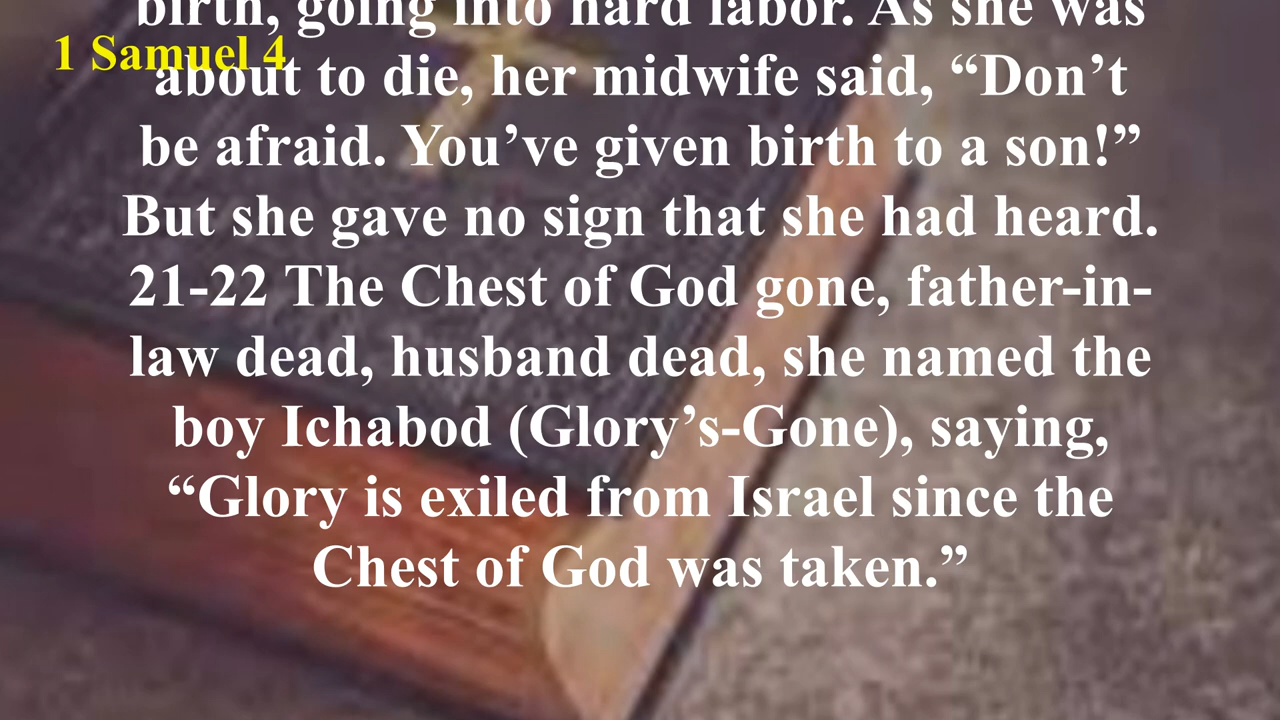 birth, going into hard labor. As she was
1 Samuel 4
about to die, her midwife said, “Don’t
be afraid. You’ve given birth to a son!”
But she gave no sign that she had heard.
21-22 The Chest of God gone, father-in-
law dead, husband dead, she named the
boy Ichabod (Glory’s-Gone), saying,
“Glory is exiled from Israel since the
Chest of God was taken.”